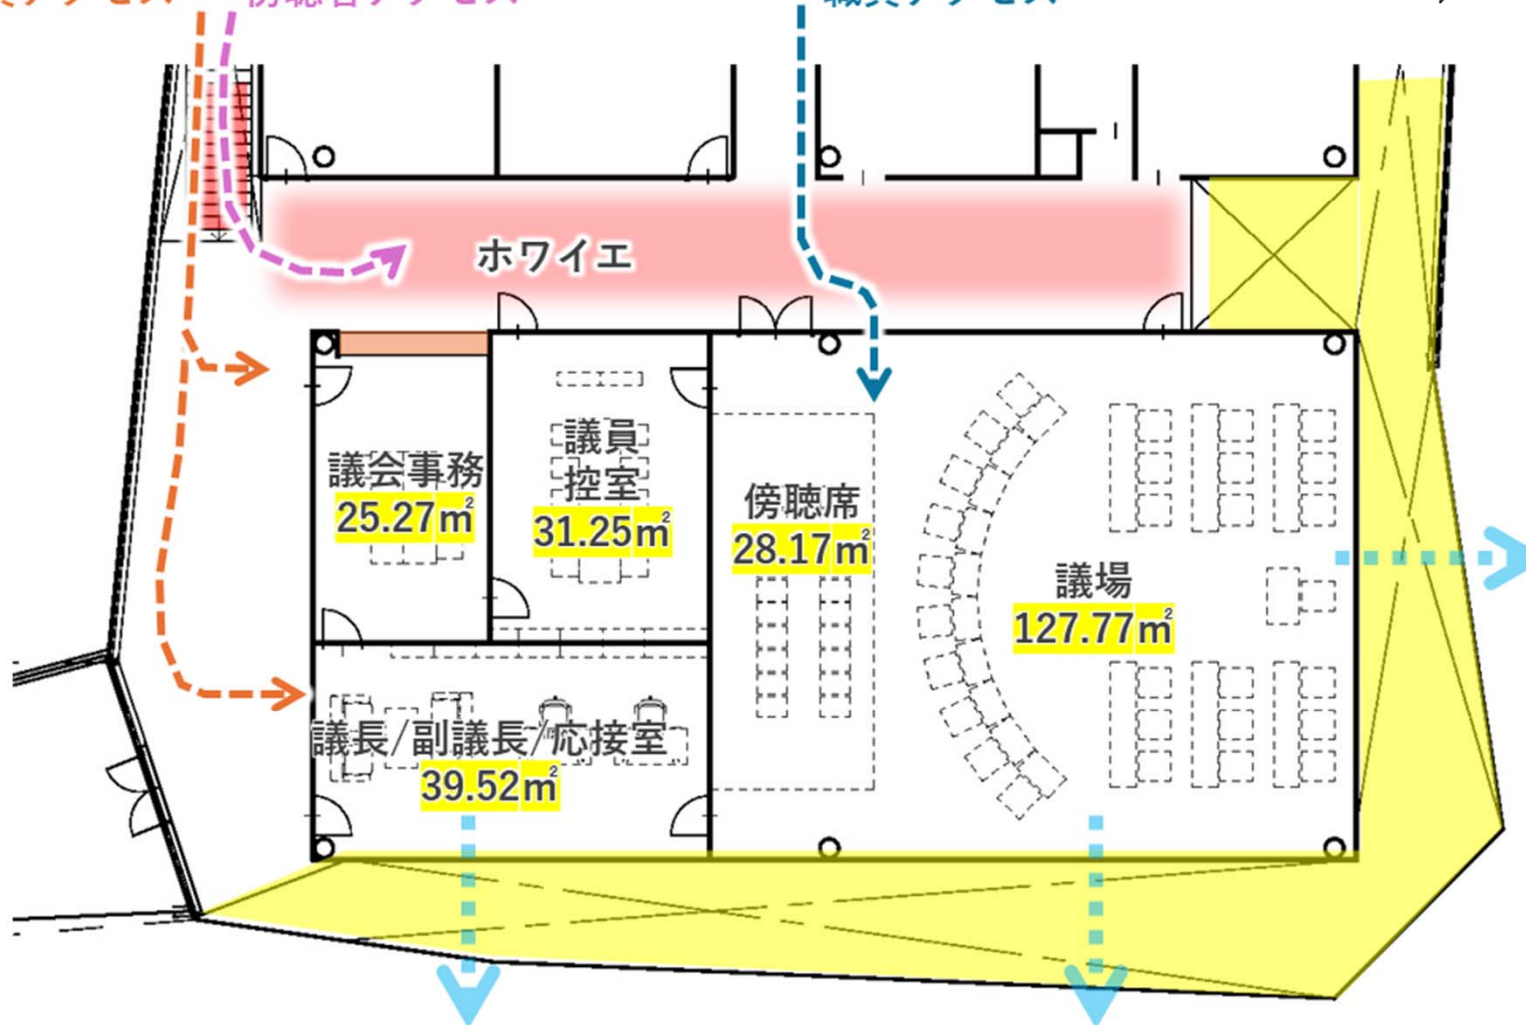 ホワイエ
議会事務
25.27㎡
議員
控室
31.25㎡
傍聴席
28.17㎡
議場
127.77㎡
議長/副議長/応接室
39.52㎡